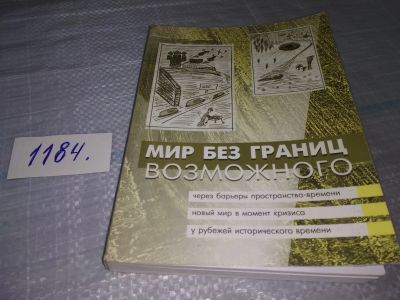 1184.
МИР БЕЗ ГРАНИЦ
ВОЗМОЖНОГО
через барьеры пространства-времени
новый мир в момент кризиса
у рубежей исторического времени